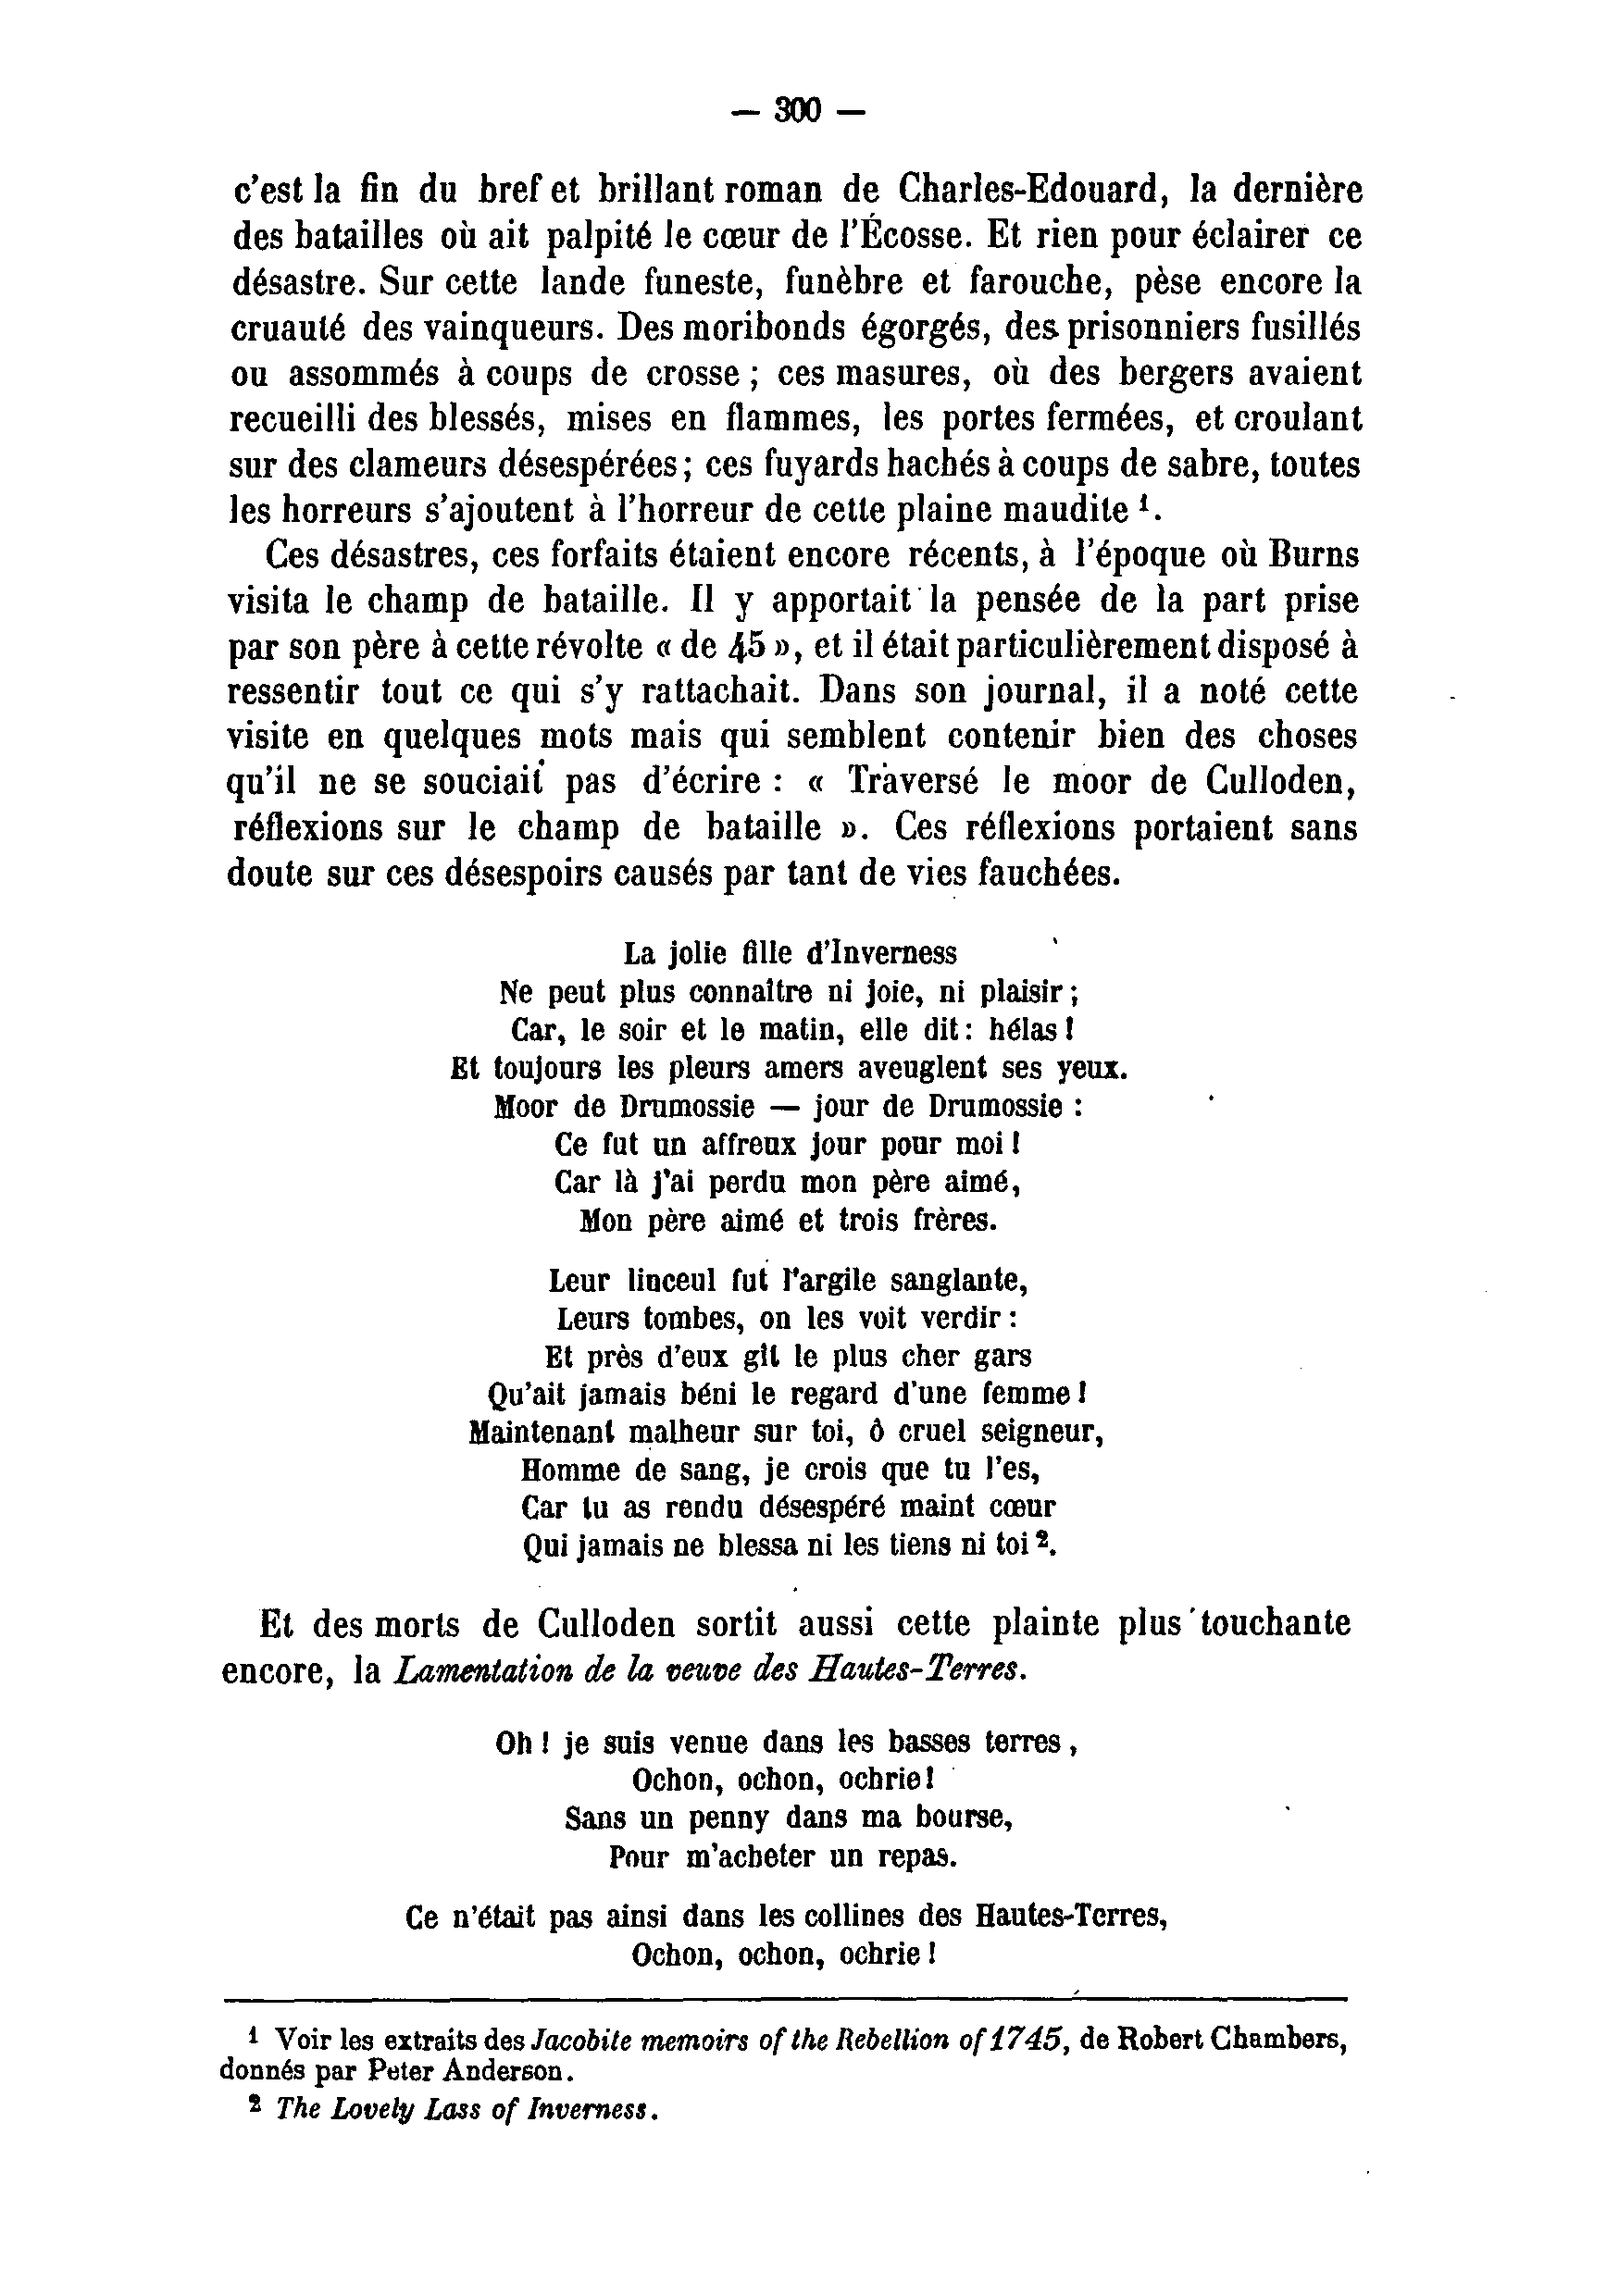 — 300 —
c'est la fin du bref et brillant roman de Charles-Edouard, la dernière
des batailles où ait palpité le cœur de l'Écosse. Et rien pour éclairer ce
désastre. Sur cette lande funeste, funèbre et farouche, pèse encore la
cruauté des vainqueurs. Des moribonds égorgés, des prisonniers fusillés
ou assommés à coups de crosse ; ces masures, où des bergers avaient
recueilli des blessés, mises en flammes, les portes fermées, et croulant
sur des clameurs désespérées ; ces fuyards hachés à coups de sabre, toutes
les horreurs s'ajoutent à l'horreur de cette plaine maudite ¹.
Ces désastres, ces forfaits étaient encore récents, à l'époque où Burns
visita le champ de bataille. Il y apportait la pensée de la part prise
par son père à cette révolte « de 45 », et il était particulièrement disposé à
ressentir tout ce qui s'y rattachait. Dans son journal, il a noté cette
visite en quelques mots mais qui semblent contenir bien des choses
qu'il ne se souciait pas d'écrire : « Traversé le moor de Culloden,
réflexions sur le champ de bataille ». Ces réflexions portaient sans
doute sur ces désespoirs causés par tant de vies fauchées.
La jolie fille d'Inverness
Ne peut plus connaître ni joie, ni plaisir ;
Car, le soir et le matin, elle dit : hélas !
Et toujours les pleurs amers aveuglent ses yeux.
Moor de Drumossie — jour de Drumossie :
Ce fut un affreux jour pour moi !
Car là j'ai perdu mon père aimé,
Mon père aimé et trois frères.
Leur linceul fut l'argile sanglante,
Leurs tombes, on les voit verdir :
Et près d'eux gît le plus cher gars
Qu'ait jamais béni le regard d'une femme !
Maintenant malheur sur toi, ô cruel seigneur,
Homme de sang, je crois que tu l'es,
Car tu as rendu désespéré maint cœur
Qui jamais ne blessa ni les tiens ni toi ².
Et des morts de Culloden sortit aussi cette plainte plus touchante
encore, la Lamentation de la veuve des Hautes-Terres.
Oh ! je suis venue dans les basses terres,
Ochon, ochon, ochrie !
Sans un penny dans ma bourse,
Pour m'acheter un repas.
Ce n'était pas ainsi dans les collines des Hautes-Terres,
Ochon, ochon, ochrie !
¹ Voir les extraits des Jacobite memoirs of the Rebellion of 1745, de Robert Chambers,
donnés par Peter Anderson.
² The Lovely Lass of Inverness.